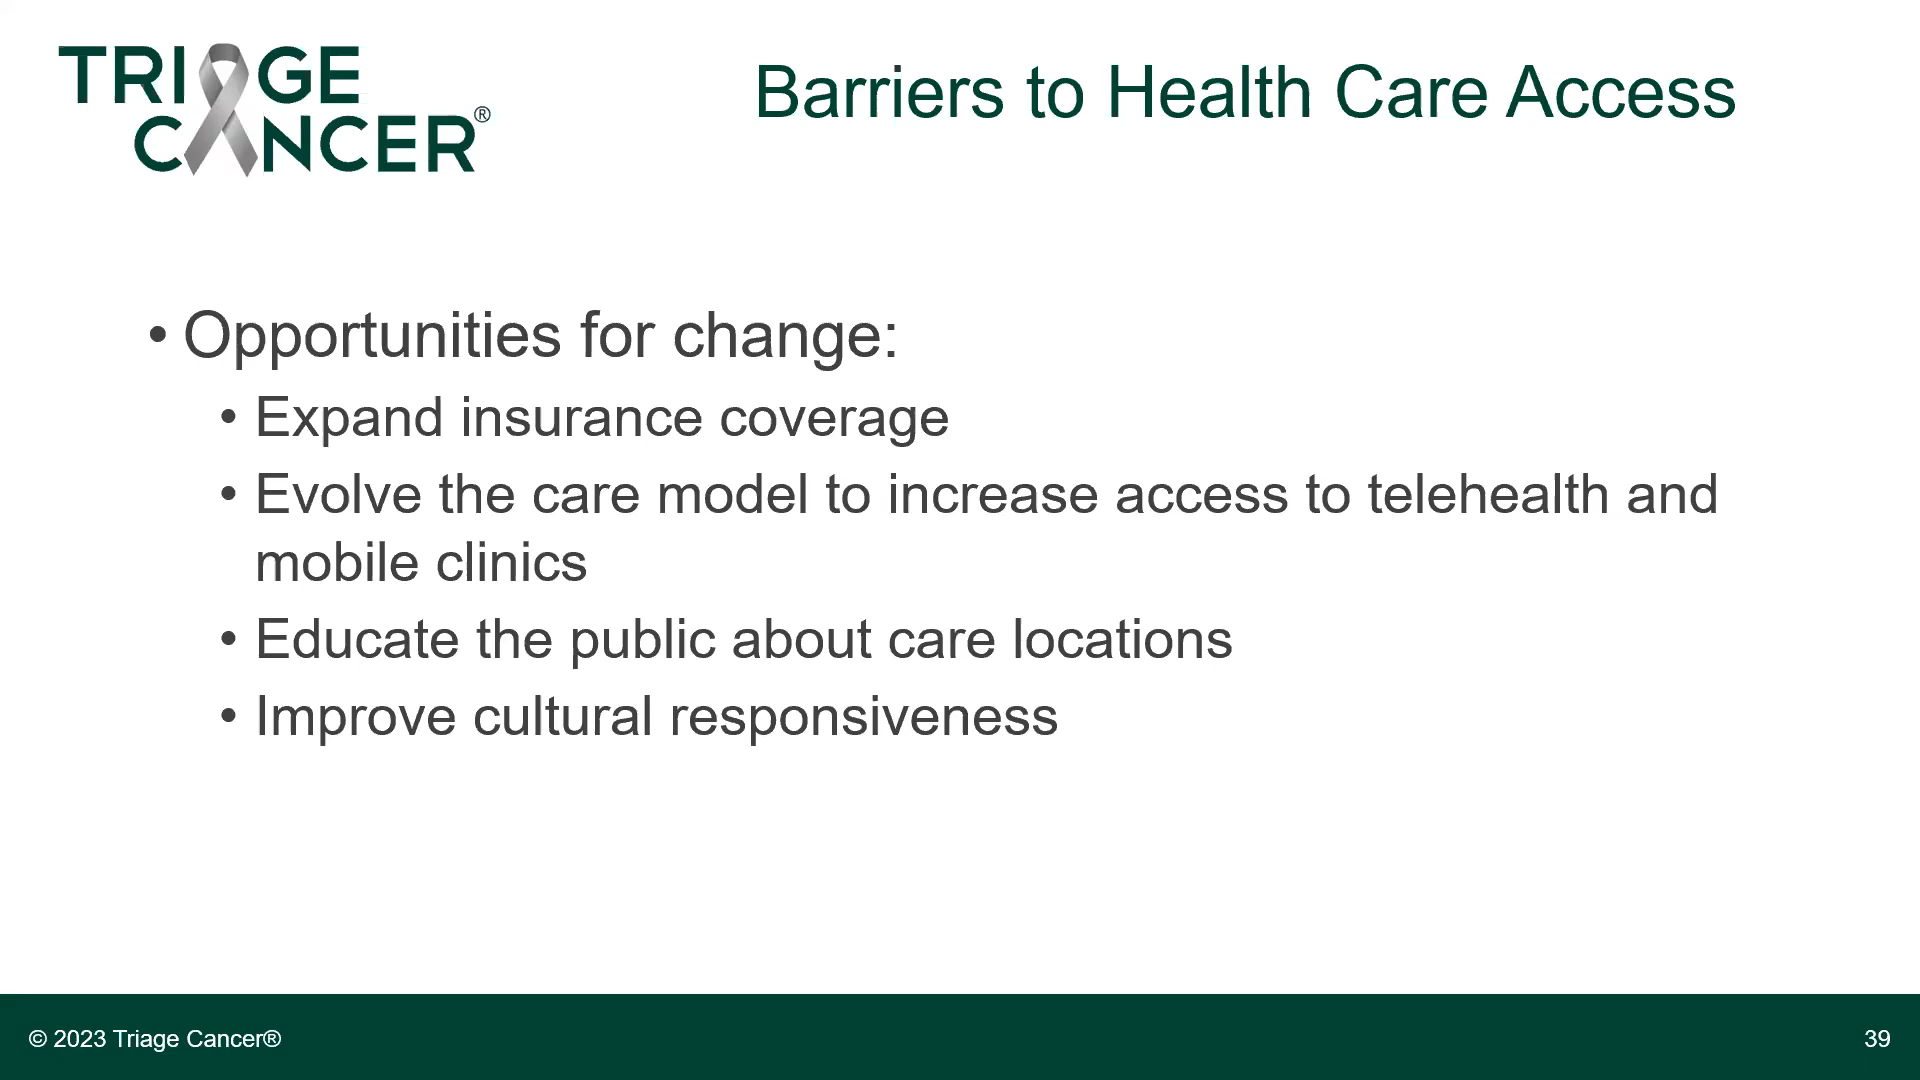 TRIAGE
CANCER®
Barriers to Health Care Access
• Opportunities for change:
• Expand insurance coverage
• Evolve the care model to increase access to telehealth and
mobile clinics
• Educate the public about care locations
• Improve cultural responsiveness
© 2023 Triage Cancer®
39